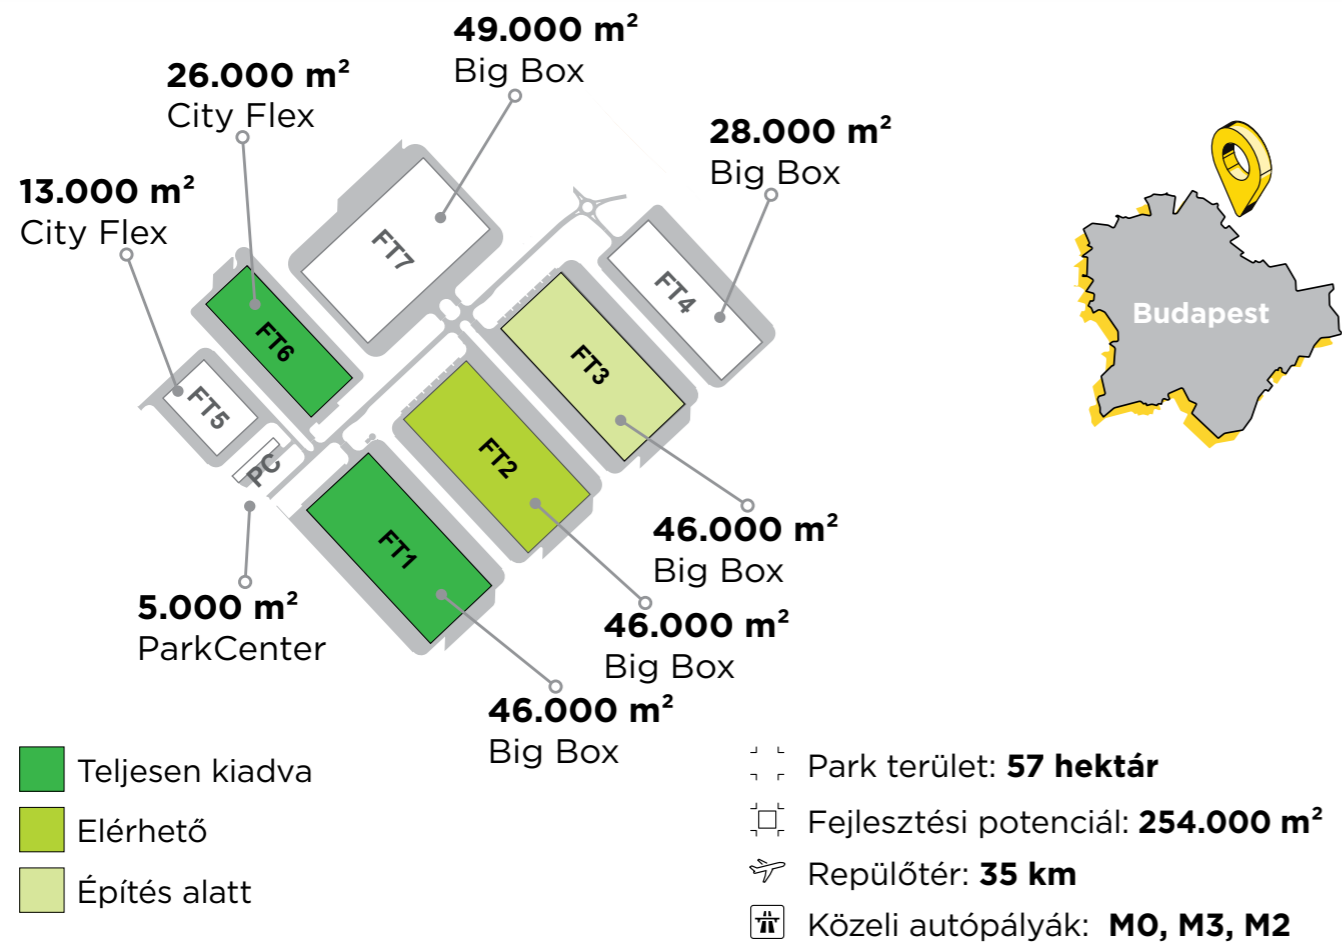 49.000 m²
Big Box
26.000 m²
City Flex
28.000 m²
Big Box
13.000 m²
City Flex
FT7
FT4
FT6
FT3
FT5
FT2
PC
FT1
Budapest
46.000 m²
Big Box
5.000 m²
ParkCenter
46.000 m²
Big Box
46.000 m²
Big Box
Teljesen kiadva
Elérhető
Építés alatt
Park terület: 57 hektár
Fejlesztési potenciál: 254.000 m²
Repülőtér: 35 km
Közeli autópályák: M0, M3, M2